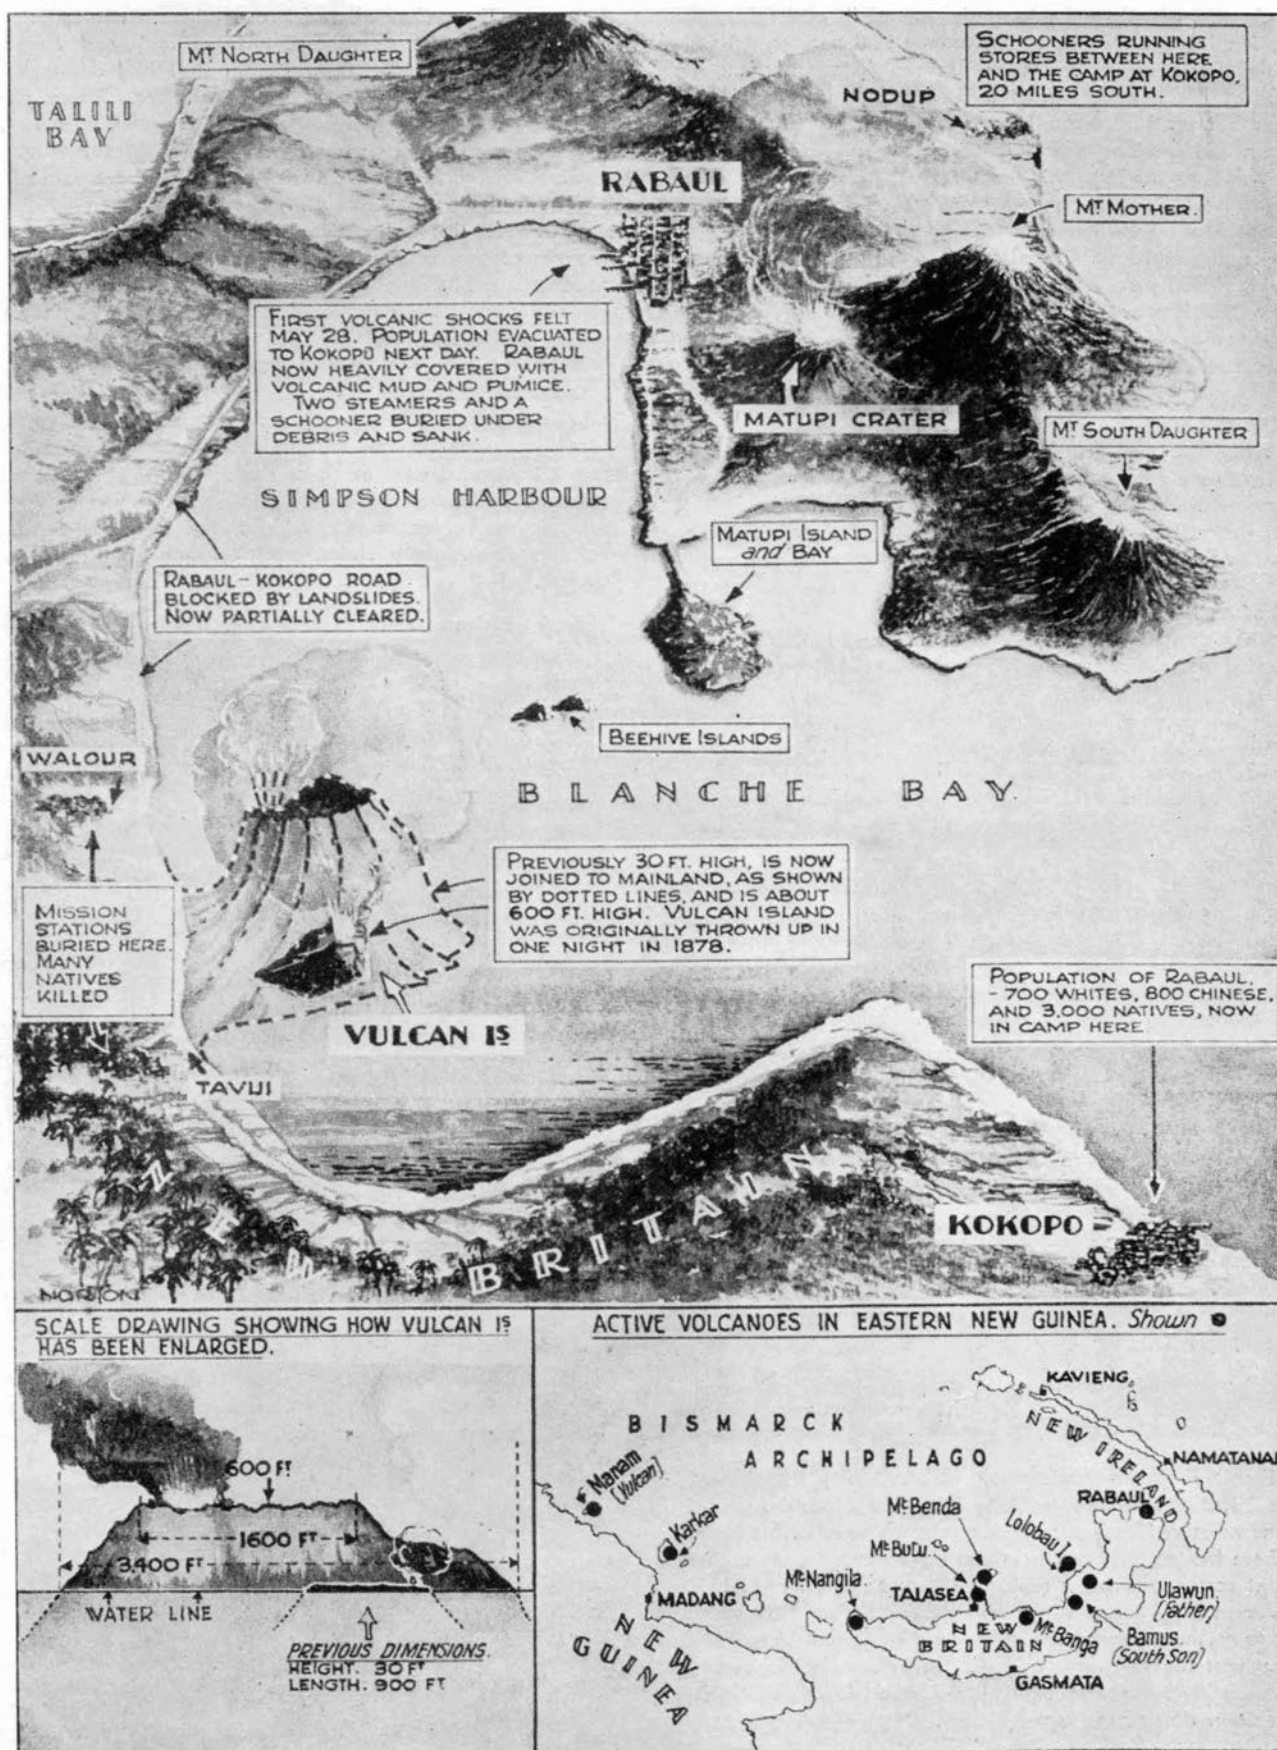 Mᵀ NORTH DAUGHTER
SCHOONERS RUNNING
STORES BETWEEN HERE
AND THE CAMP AT KOKOPO,
20 MILES SOUTH.
TALILI
BAY
NODUP
RABAUL
Mᵀ MOTHER.
FIRST VOLCANIC SHOCKS FELT
MAY 28. POPULATION EVACUATED
TO KOKOPO NEXT DAY. RABAUL
NOW HEAVILY COVERED WITH
VOLCANIC MUD AND PUMICE.
TWO STEAMERS AND A
SCHOONER BURIED UNDER
DEBRIS AND SANK.
MATUPI CRATER
Mᵀ SOUTH DAUGHTER
SIMPSON HARBOUR
MATUPI ISLAND
and BAY
RABAUL-KOKOPO ROAD
BLOCKED BY LANDSLIDES.
NOW PARTIALLY CLEARED.
BEEHIVE ISLANDS
WALOUR
BLANCHE BAY.
PREVIOUSLY 30 FT. HIGH, IS NOW
JOINED TO MAINLAND, AS SHOWN
BY DOTTED LINES, AND IS ABOUT
600 FT. HIGH. VULCAN ISLAND
WAS ORIGINALLY THROWN UP IN
ONE NIGHT IN 1878.
MISSION
STATIONS
BURIED HERE.
MANY
NATIVES
KILLED
POPULATION OF RABAUL,
- 700 WHITES, 800 CHINESE,
AND 3,000 NATIVES, NOW
IN CAMP HERE
VULCAN Iˢ
TAVUI
NEW BRITAIN
KOKOPO
NORTON
SCALE DRAWING SHOWING HOW VULCAN Iˢ
HAS BEEN ENLARGED.
600 FT
1600 FT
3,400 FT
WATER LINE
PREVIOUS DIMENSIONS.
HEIGHT. 30 FT
LENGTH. 900 FT
ACTIVE VOLCANOES IN EASTERN NEW GUINEA. Shown
KAVIENG
BISMARCK
ARCHIPELAGO
NEW IRELAND
NAMATANAI
Manam
(Vulcan)
RABAUL
Mt. Benda
Lolobau I.
Karkar
Mt. Bulu
Mt. Nangila
TALASEA
Ulawun
(Father)
MADANG
NEW
BRITAIN
Mt. Banga
Bamus.
(South Son)
NEW
GUINEA
GASMATA